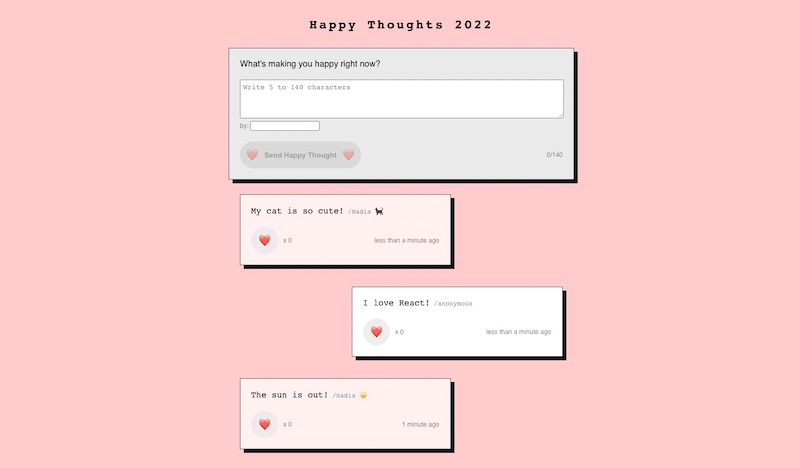 Happy Thoughts 2022
What's making you happy right now?
Write 5 to 140 characters
by:
Send Happy Thought
0/140
My cat is so cute! /Nadia 🐈‍⬛
x 0
less than a minute ago
I love React! /anonymous
x 0
less than a minute ago
The sun is out! /Nadia 🌞
x 0
1 minute ago